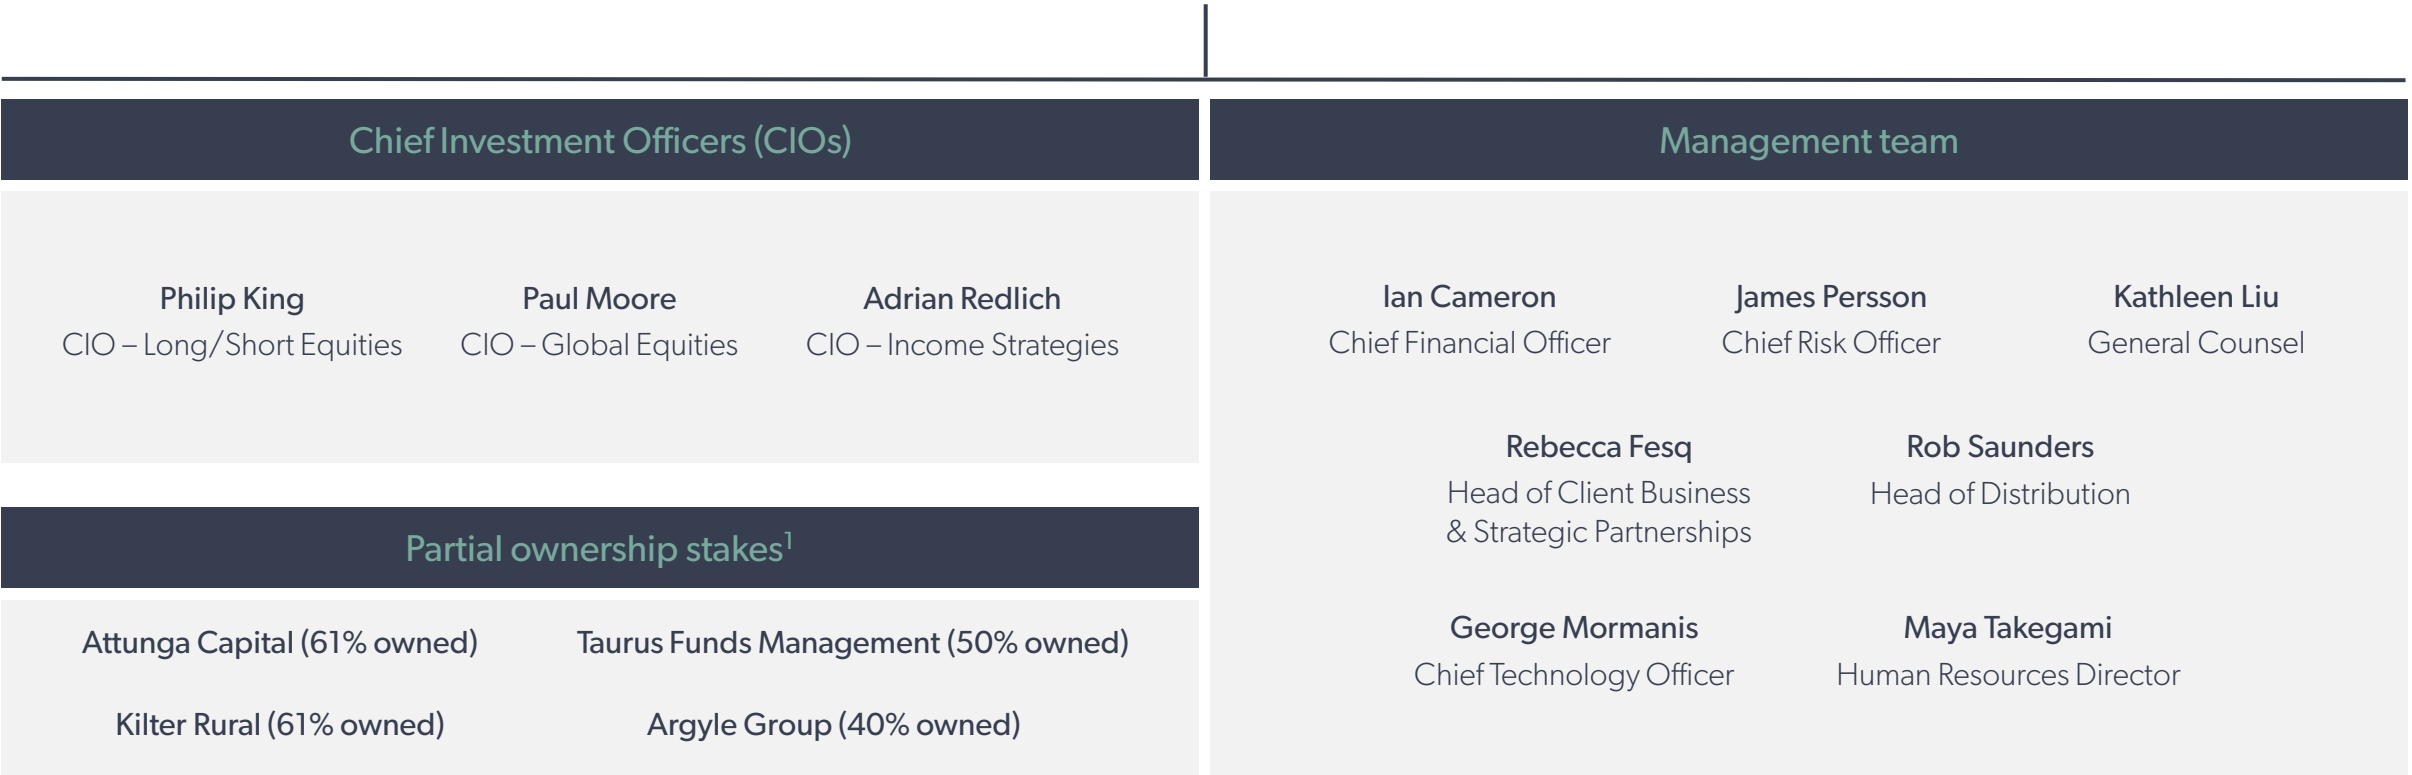 Chief Investment Officers (CIOs)
Philip King
CIO – Long/Short Equities
Paul Moore
CIO – Global Equities
Adrian Redlich
CIO – Income Strategies
Partial ownership stakes¹
Attunga Capital (61% owned)
Taurus Funds Management (50% owned)
Kilter Rural (61% owned)
Argyle Group (40% owned)
Management team
Ian Cameron
Chief Financial Officer
James Persson
Chief Risk Officer
Kathleen Liu
General Counsel
Rebecca Fesq
Head of Client Business
& Strategic Partnerships
Rob Saunders
Head of Distribution
George Mormanis
Chief Technology Officer
Maya Takegami
Human Resources Director